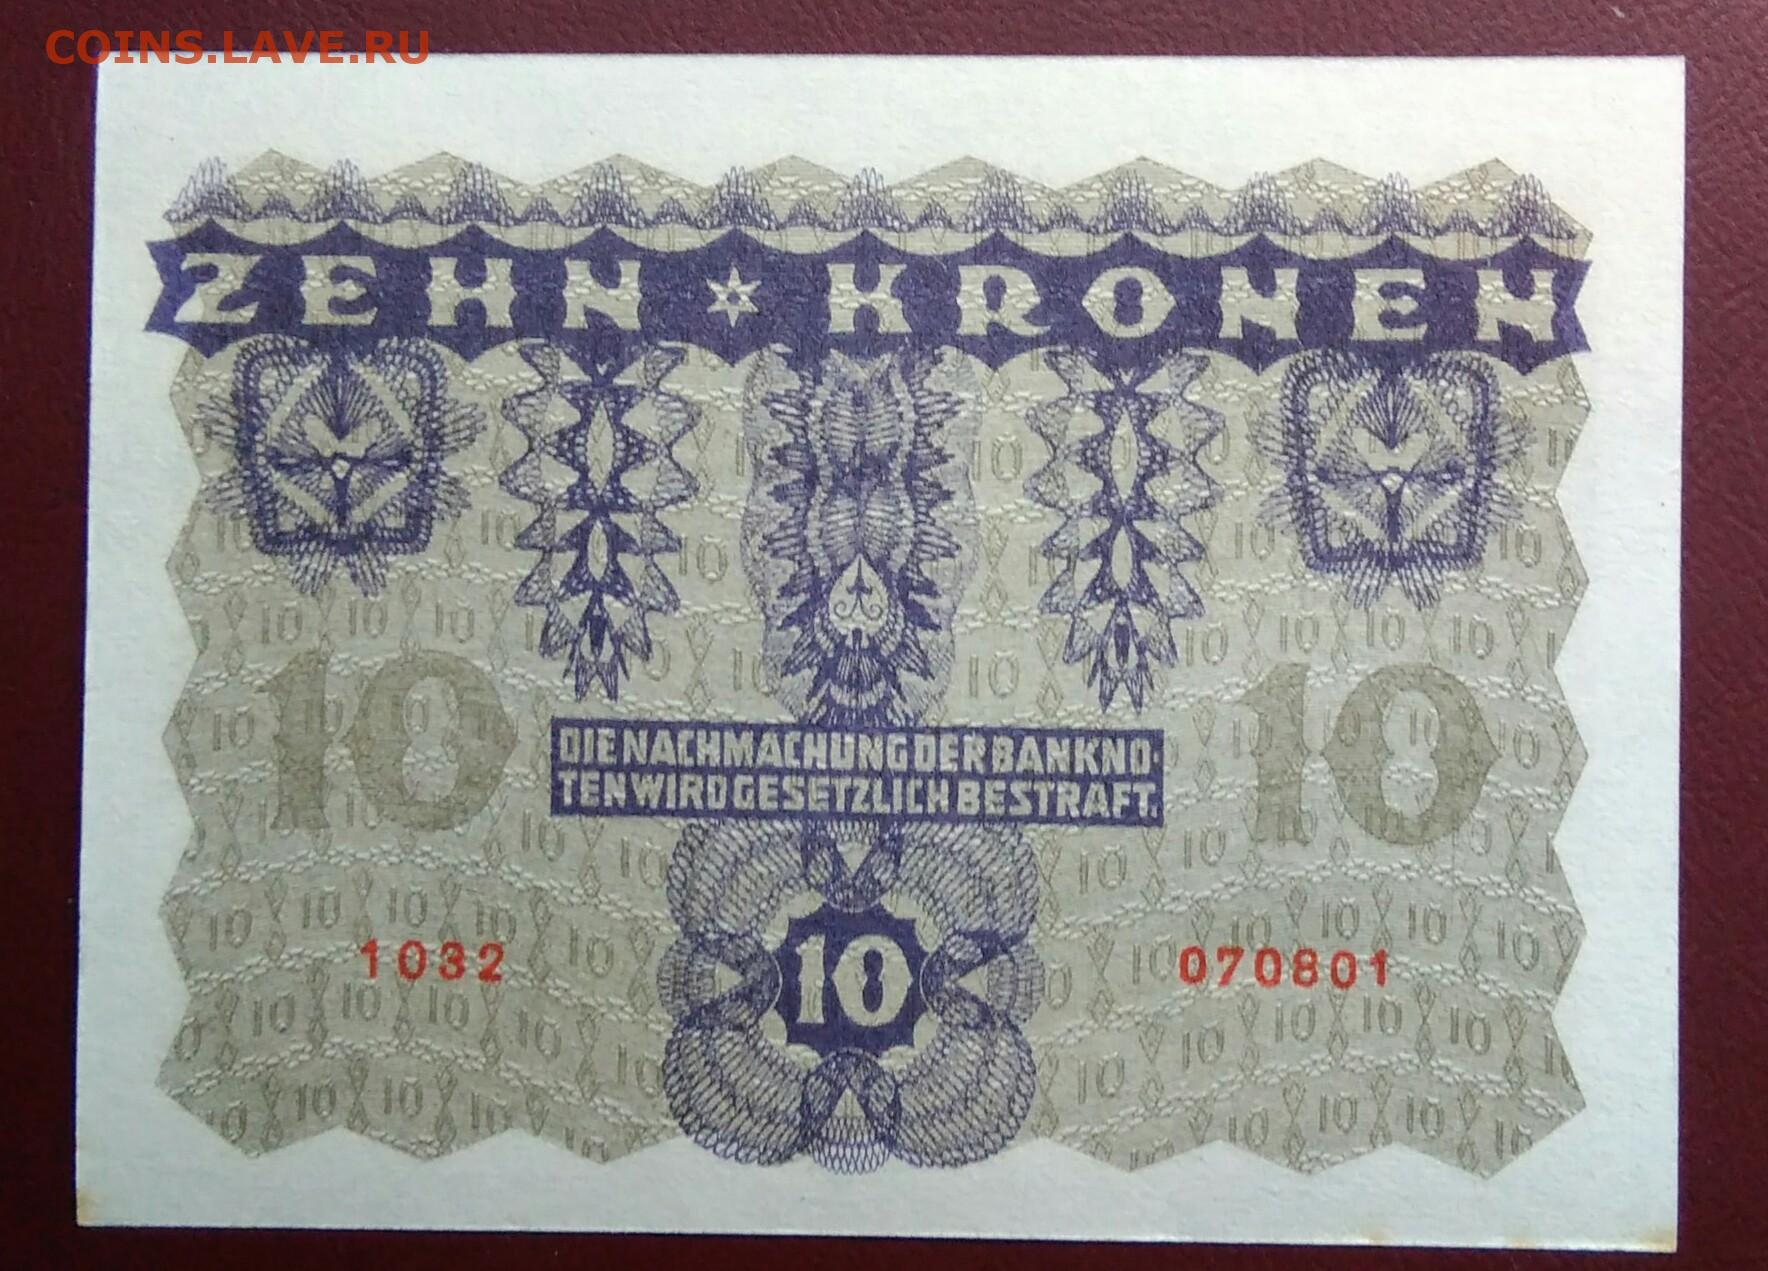 COINS.LAVE.RU
ZEHN ✶ KRONEN
10 10
DIE NACHMACHUNG DER BANKNO-
TEN WIRD GESETZLICH BESTRAFT.
1032 10 070801